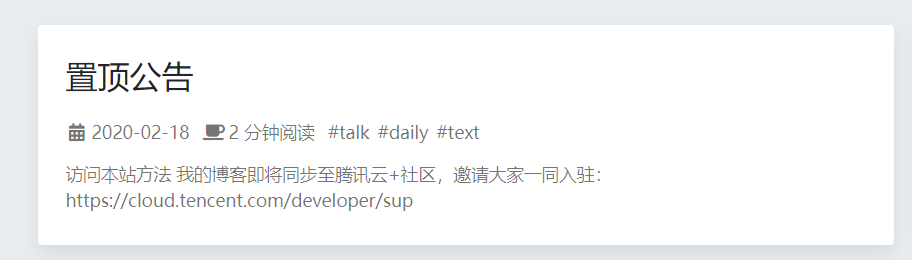 置顶公告
2020-02-18 2 分钟阅读 #talk #daily #text
访问本站方法 我的博客即将同步至腾讯云+社区，邀请大家一同入驻：
https://cloud.tencent.com/developer/sup